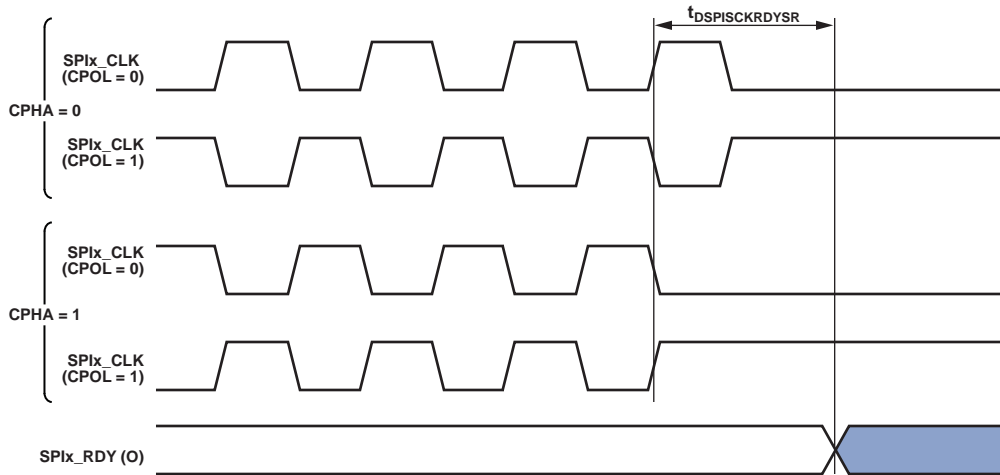 tDSPISCKRDYSR
SPIx_CLK
(CPOL = 0)
CPHA = 0
SPIx_CLK
(CPOL = 1)
SPIx_CLK
(CPOL = 0)
CPHA = 1
SPIx_CLK
(CPOL = 1)
SPIx_RDY (O)